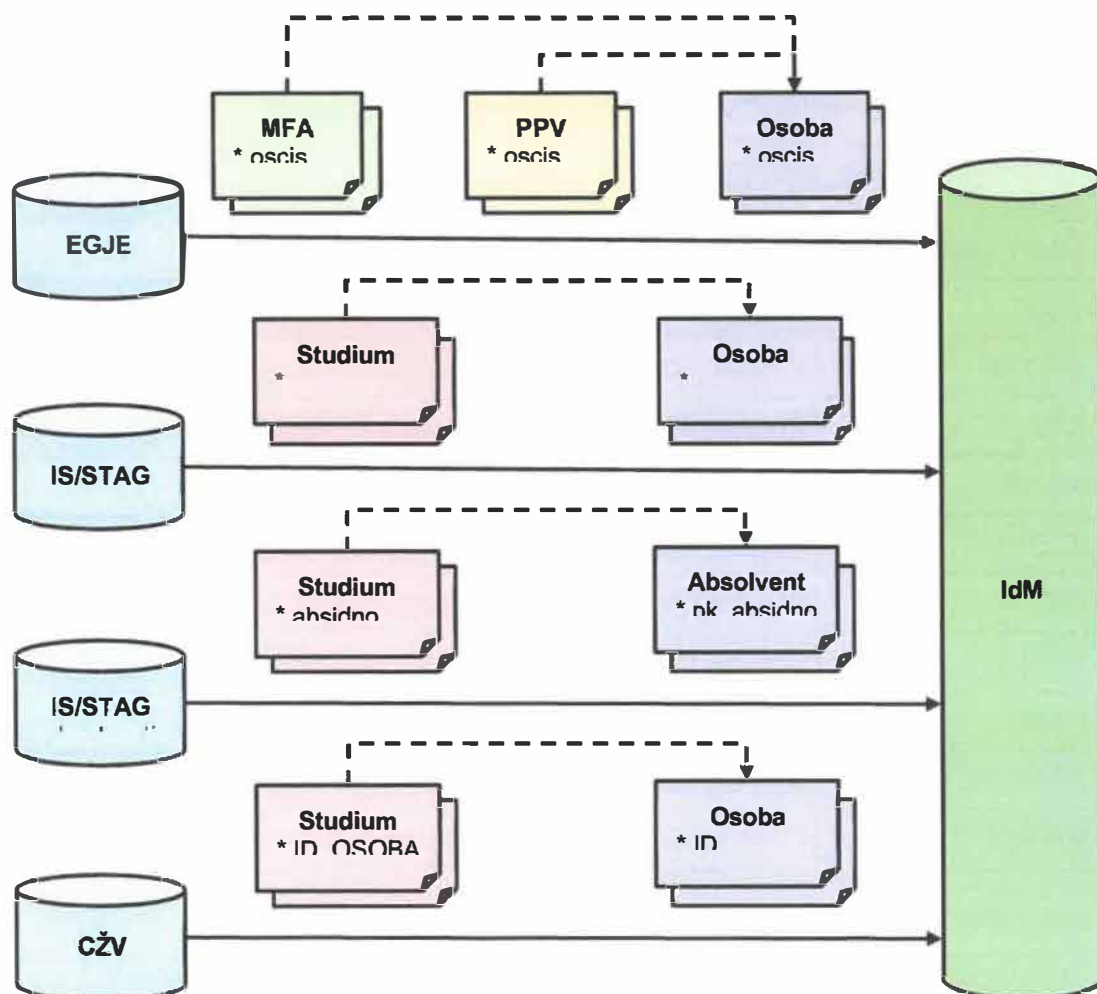 MFA
* oscis
PPV
* oscis
Osoba
* oscis
EGJE
Studium
*
Osoba
*
IS/STAG
Studium
* absidno
Absolvent
* pk_absidno
IdM
IS/STAG
Studium
* ID_OSOBA
Osoba
* ID
CŽV